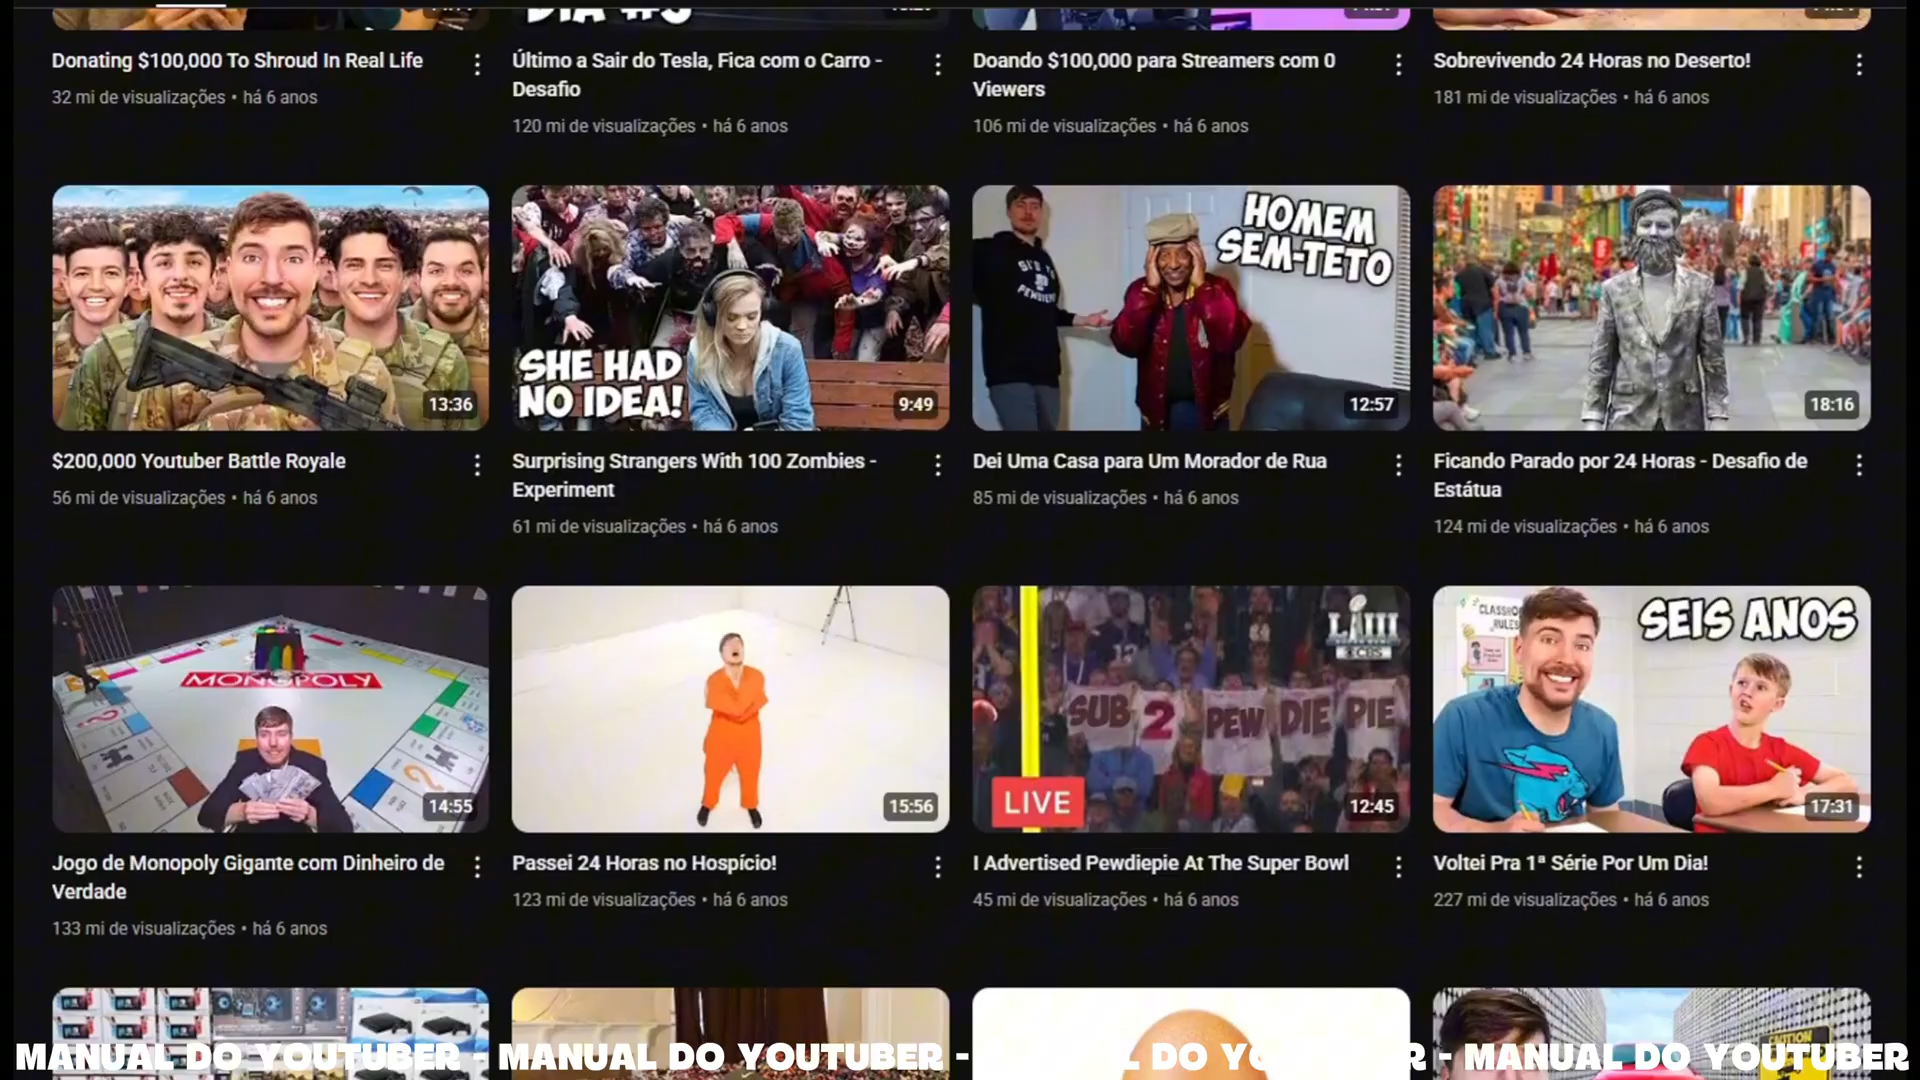 DIA #3
Donating $100,000 To Shroud In Real Life
32 mi de visualizações • há 6 anos
Último a Sair do Tesla, Fica com o Carro -
Desafio
120 mi de visualizações • há 6 anos
Doando $100,000 para Streamers com 0
Viewers
106 mi de visualizações • há 6 anos
Sobrevivendo 24 Horas no Deserto!
181 mi de visualizações • há 6 anos
13:36
$200,000 Youtuber Battle Royale
56 mi de visualizações • há 6 anos
SHE HAD
NO IDEA!
9:49
Surprising Strangers With 100 Zombies -
Experiment
61 mi de visualizações • há 6 anos
HOMEM
SEM-TETO
12:57
Dei Uma Casa para Um Morador de Rua
85 mi de visualizações • há 6 anos
18:16
Ficando Parado por 24 Horas - Desafio de
Estátua
124 mi de visualizações • há 6 anos
MONOPOLY
14:55
Jogo de Monopoly Gigante com Dinheiro de
Verdade
133 mi de visualizações • há 6 anos
15:56
Passei 24 Horas no Hospício!
123 mi de visualizações • há 6 anos
LIII
CBS
SUB 2 PEW DIE PIE
LIVE
12:45
I Advertised Pewdiepie At The Super Bowl
45 mi de visualizações • há 6 anos
RULES
SEIS ANOS
17:31
Voltei Pra 1ª Série Por Um Dia!
227 mi de visualizações • há 6 anos
CAUTION
MANUAL DO YOUTUBER - MANUAL DO YOUTUBER - L DO YO R - MANUAL DO YOUTUBER